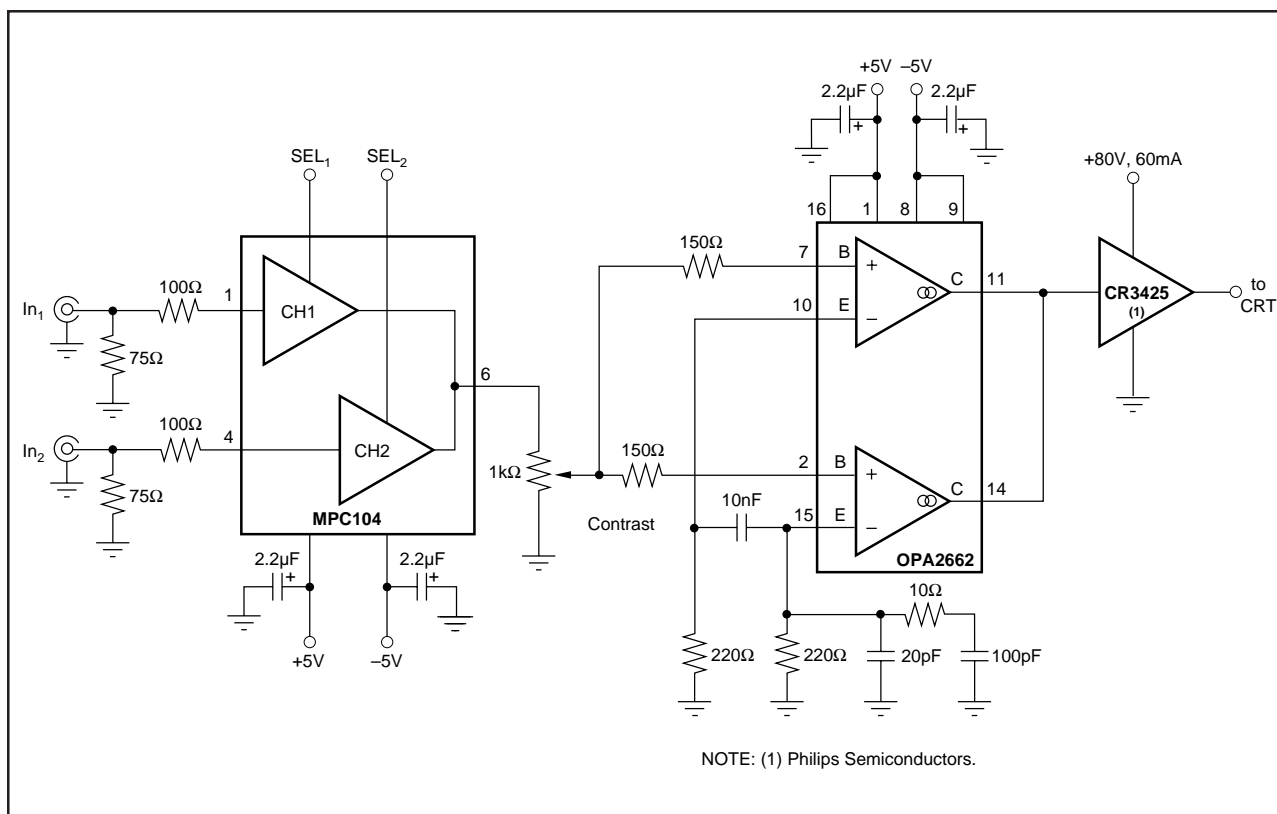 +5V
–5V
2.2µF
+
2.2µF
+
SEL1
SEL2
+80V, 60mA
16
1
8
9
150Ω
7
B
+
C
11
CR3425
(1)
to
CRT
10
E
–
In1
100Ω
1
CH1
75Ω
6
In2
100Ω
4
CH2
75Ω
MPC104
1kΩ
Contrast
150Ω
2
B
+
C
14
10nF
15
E
–
OPA2662
2.2µF
+
2.2µF
+
+5V
–5V
10Ω
220Ω
220Ω
20pF
100pF
NOTE: (1) Philips Semiconductors.